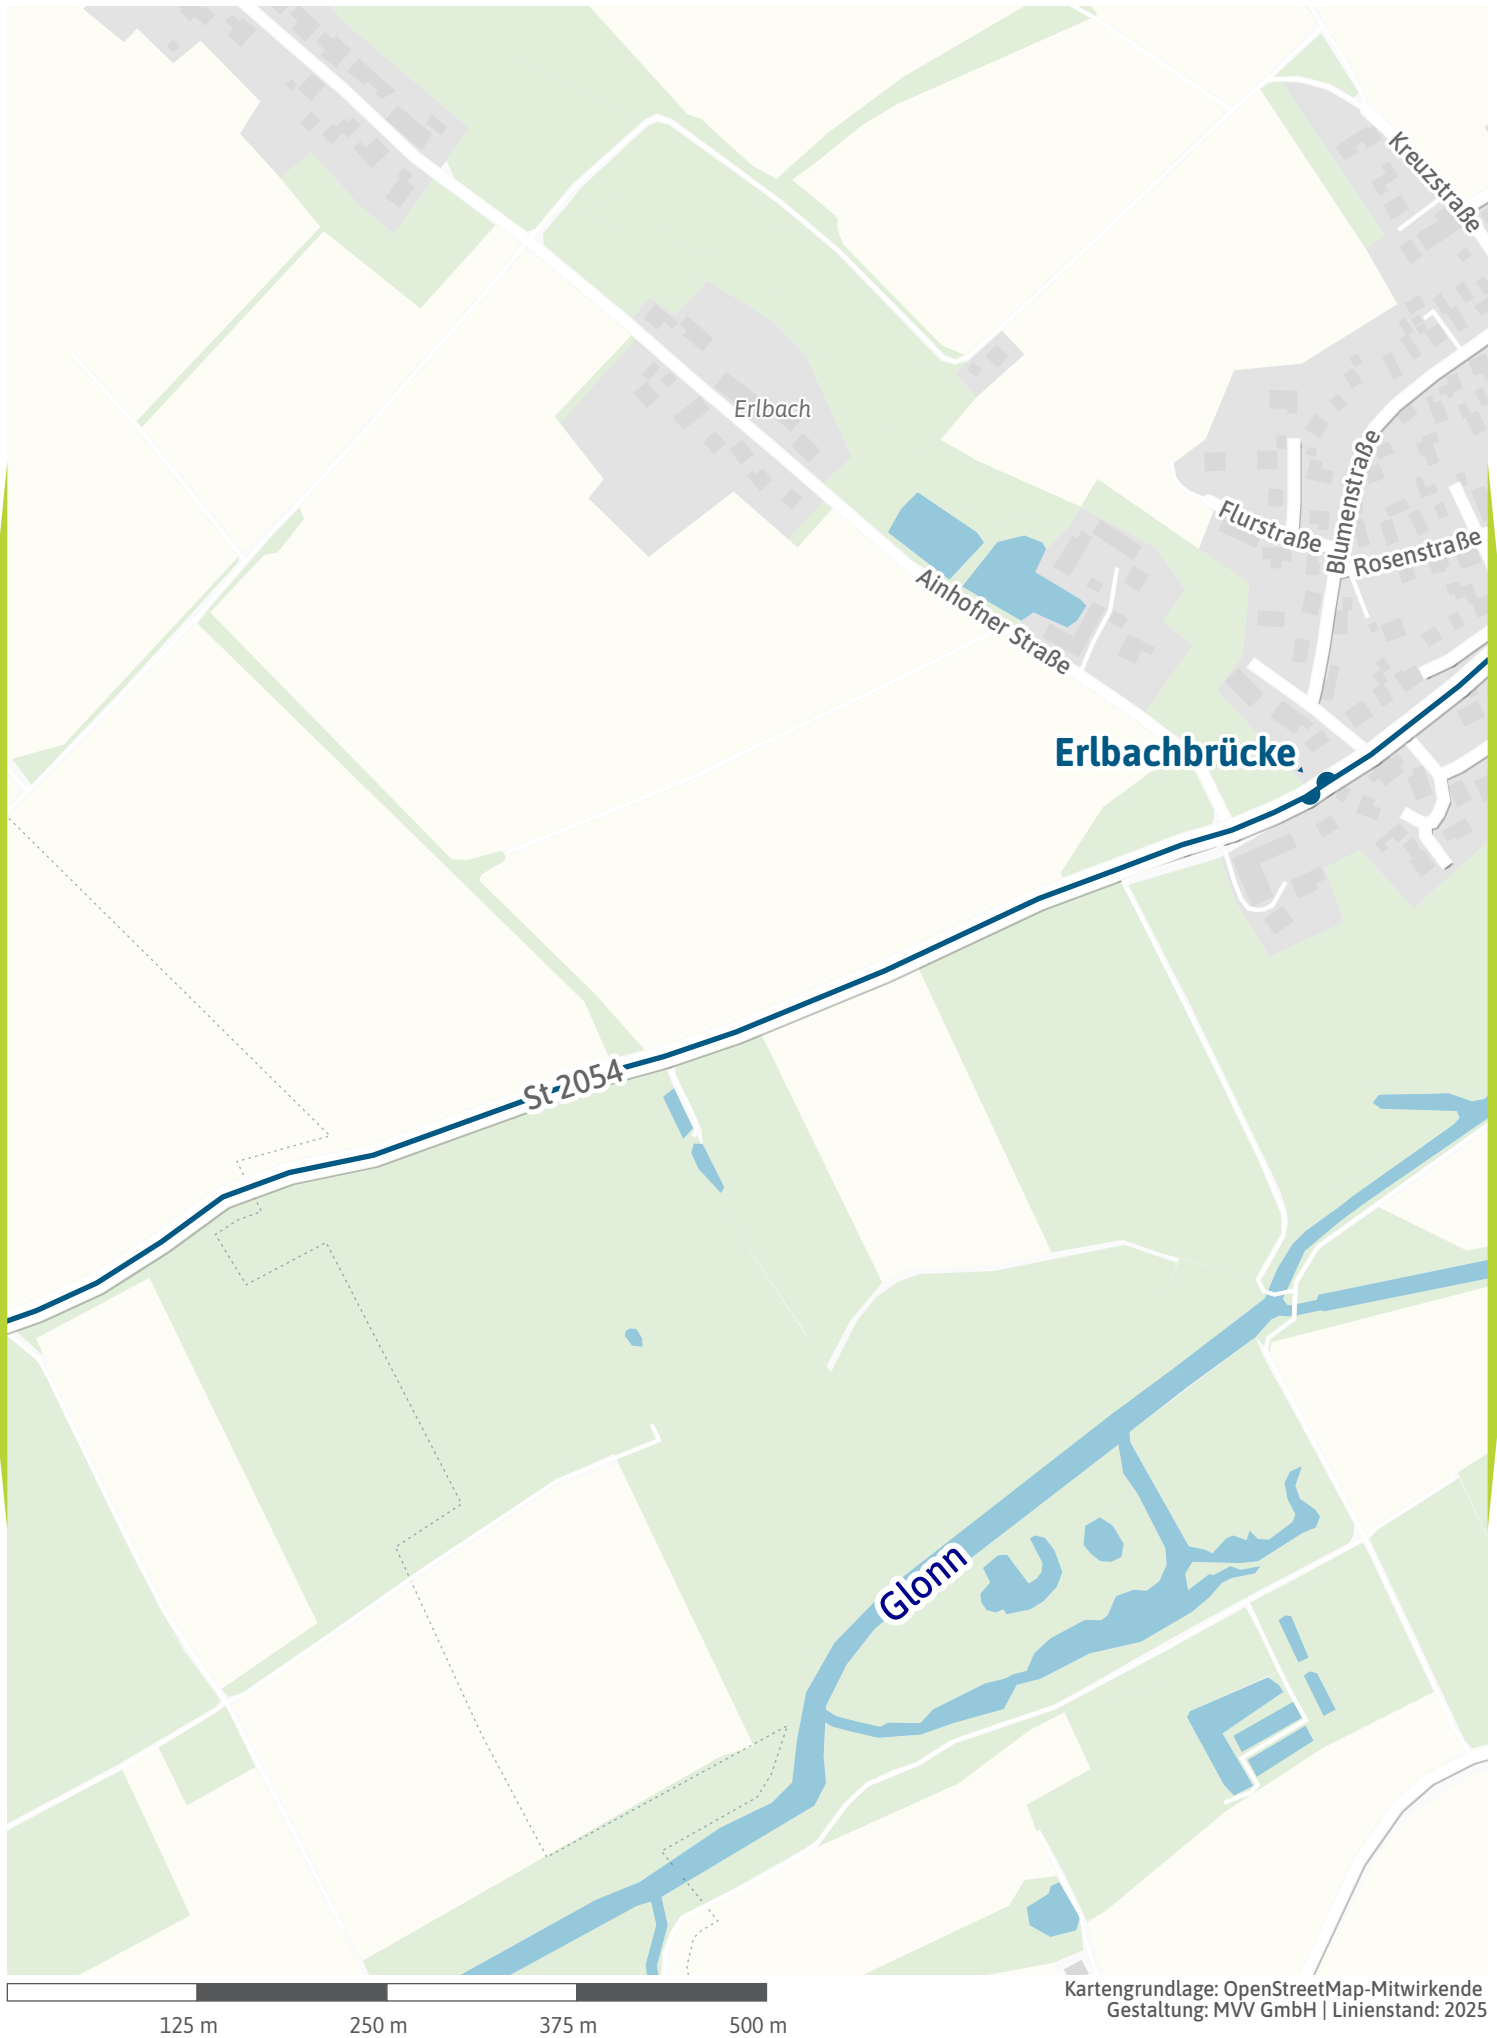 Kreuzstraße
Erlbach
Blumenstraße
Flurstraße
Rosenstraße
Ainhofner Straße
Erlbachbrücke
St 2054
Glonn
125 m
250 m
375 m
500 m
Kartengrundlage: OpenStreetMap-Mitwirkende
Gestaltung: MVV GmbH | Linienstand: 2025